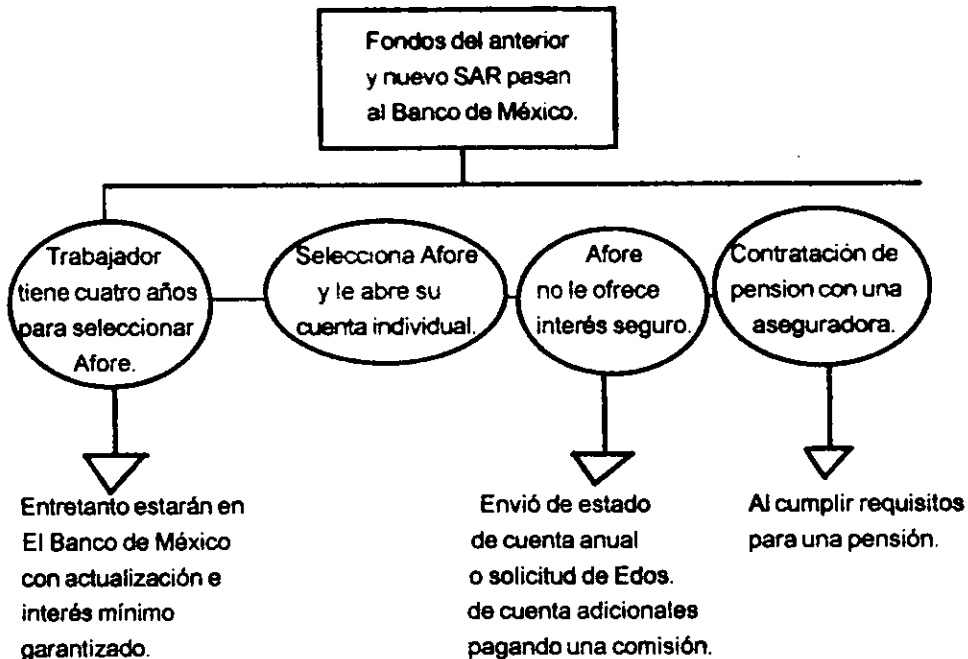 Fondos del anterior
y nuevo SAR pasan
al Banco de México.
Trabajador
tiene cuatro años
para seleccionar
Afore.
Selecciona Afore
y le abre su
cuenta individual.
Afore
no le ofrece
interés seguro.
Contratación de
pension con una
aseguradora.
Entretanto estarán en
El Banco de México
con actualización e
interés mínimo
garantizado.
Envió de estado
de cuenta anual
o solicitud de Edos.
de cuenta adicionales
pagando una comisión.
Al cumplir requisitos
para una pensión.